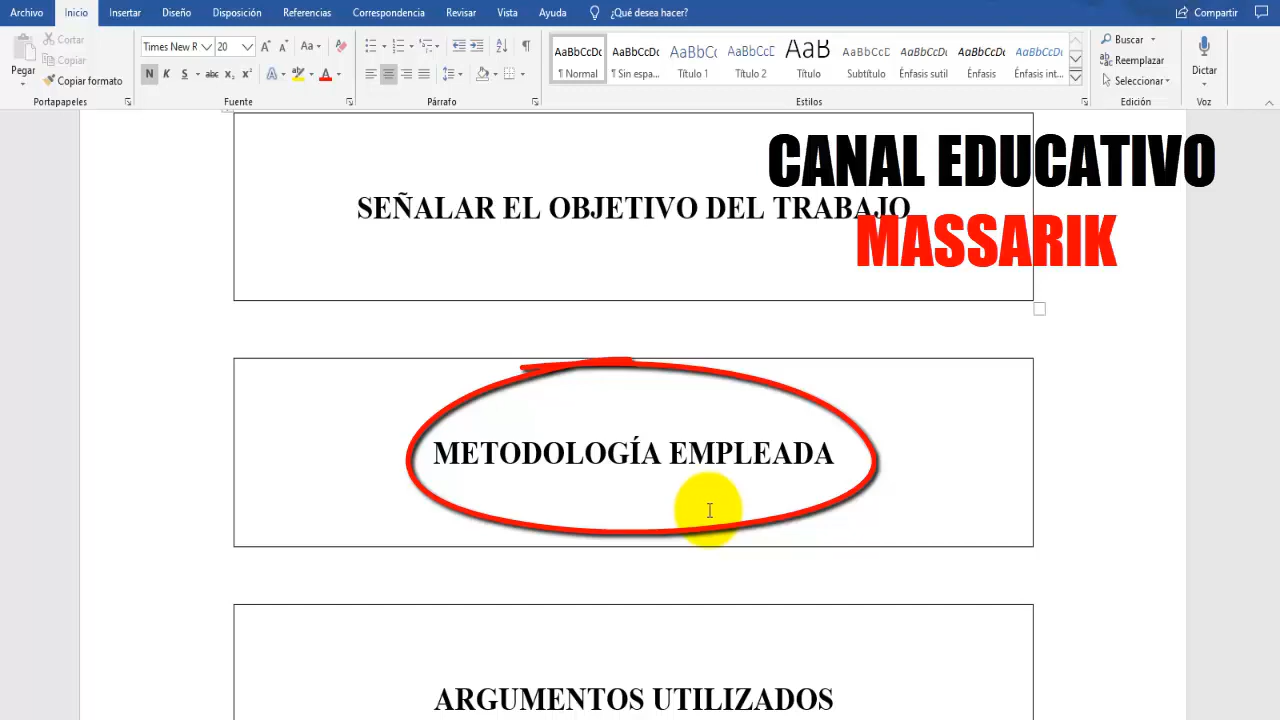 Archivo Inicio Insertar Diseño Disposición Referencias Correspondencia Revisar Vista Ayuda ¿Qué desea hacer? Compartir
Pegar
Cortar
Copiar
Copiar formato
Portapapeles
Times New R 20 Aa
N K S abc x₂ x² A A
Fuente
Párrafo
AaBbCcDc AaBbCcDc AaBbCc AaBbCcD AaB AaBbCcD AaBbCcDc AaBbCcDc AaBbCcDc
¶ Normal ¶ Sin espa... Título 1 Título 2 Título Subtítulo Énfasis sutil Énfasis Énfasis int...
Estilos
Buscar
Reemplazar
Seleccionar
Edición
Dictar
Voz
CANAL EDUCATIVO
MASSARIK
SEÑALAR EL OBJETIVO DEL TRABAJO
METODOLOGÍA EMPLEADA
ARGUMENTOS UTILIZADOS